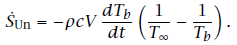 Ṡ_Un = −ρcV dT_b/dt (1/T_∞ − 1/T_b).